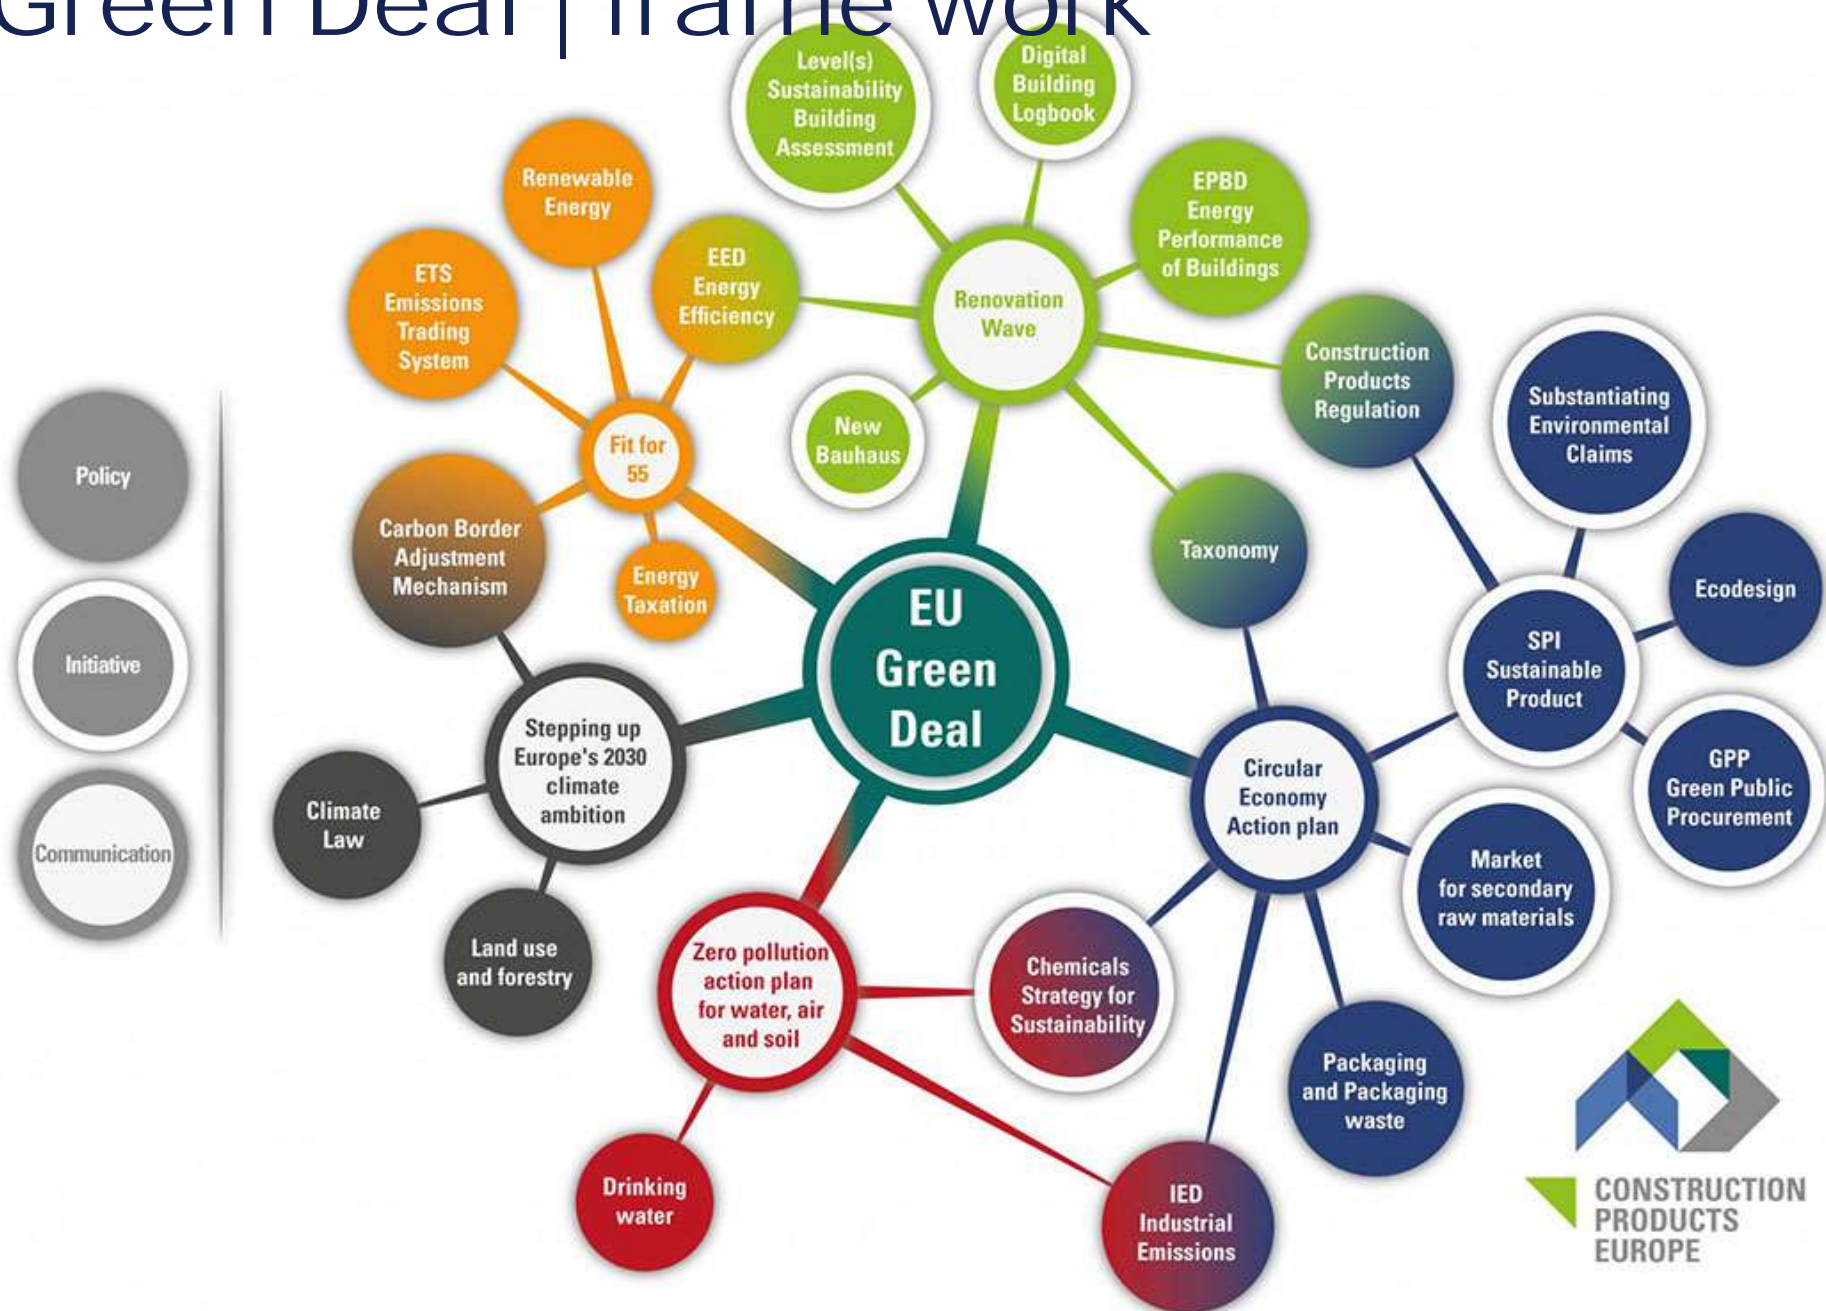 Green Deal | frame work
Level(s)
Sustainability
Building
Assessment
Digital
Building
Logbook
Renewable
Energy
EPBD
Energy
Performance
of Buildings
ETS
Emissions
Trading
System
EED
Energy
Efficiency
Renovation
Wave
Construction
Products
Regulation
Substantiating
Environmental
Claims
New
Bauhaus
Fit for
55
Policy
Carbon Border
Adjustment
Mechanism
Energy
Taxation
Taxonomy
Ecodesign
EU
Green
Deal
Initiative
SPI
Sustainable
Product
Stepping up
Europe's 2030
climate
ambition
Circular
Economy
Action plan
GPP
Green Public
Procurement
Climate
Law
Communication
Market
for secondary
raw materials
Land use
and forestry
Zero pollution
action plan
for water, air
and soil
Chemicals
Strategy for
Sustainability
Packaging
and Packaging
waste
Drinking
water
IED
Industrial
Emissions
CONSTRUCTION
PRODUCTS
EUROPE